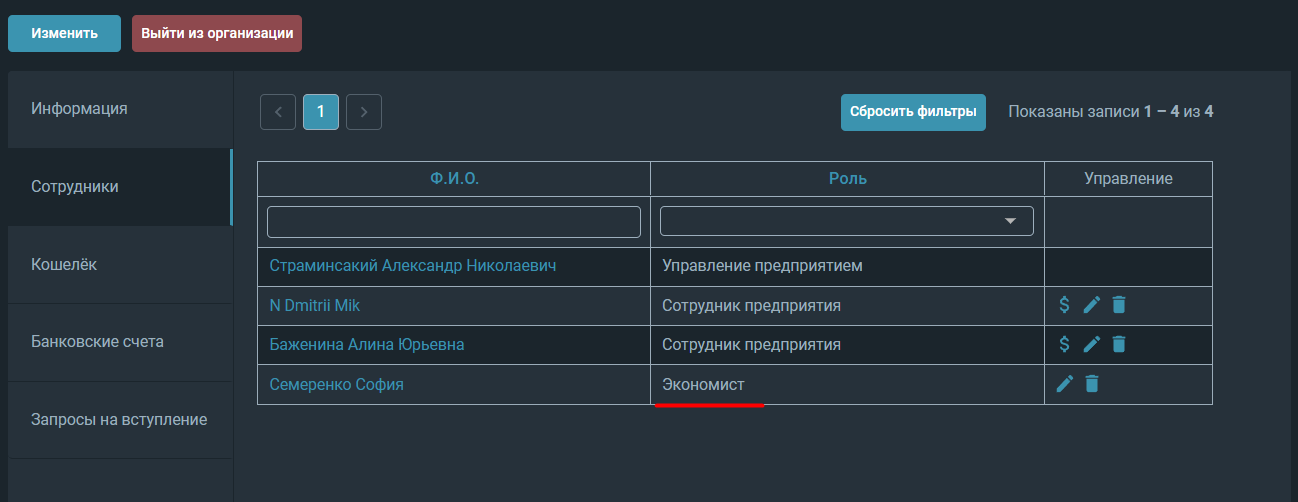 Изменить
Выйти из организации
Информация
Сотрудники
Кошелёк
Банковские счета
Запросы на вступление
1
Сбросить фильтры
Показаны записи 1 – 4 из 4
Ф.И.О. Роль Управление
Страминсакий Александр Николаевич Управление предприятием
N Dmitrii Mik Сотрудник предприятия
Баженина Алина Юрьевна Сотрудник предприятия
Семеренко София Экономист